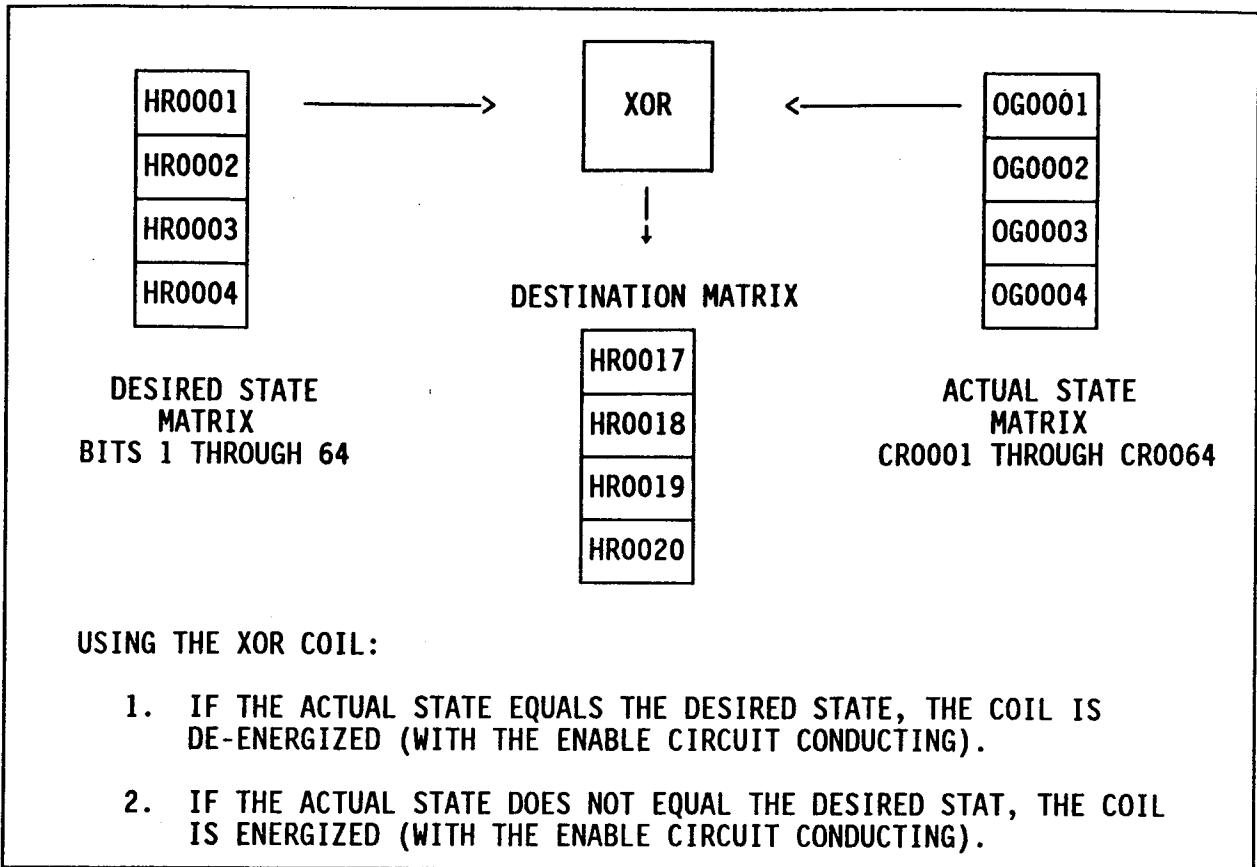 HR0001
HR0002
HR0003
HR0004
DESIRED STATE
MATRIX
BITS 1 THROUGH 64
XOR
DESTINATION MATRIX
HR0017
HR0018
HR0019
HR0020
OG0001
OG0002
OG0003
OG0004
ACTUAL STATE
MATRIX
CR0001 THROUGH CR0064
USING THE XOR COIL:
1. IF THE ACTUAL STATE EQUALS THE DESIRED STATE, THE COIL IS
DE-ENERGIZED (WITH THE ENABLE CIRCUIT CONDUCTING).
2. IF THE ACTUAL STATE DOES NOT EQUAL THE DESIRED STAT, THE COIL
IS ENERGIZED (WITH THE ENABLE CIRCUIT CONDUCTING).